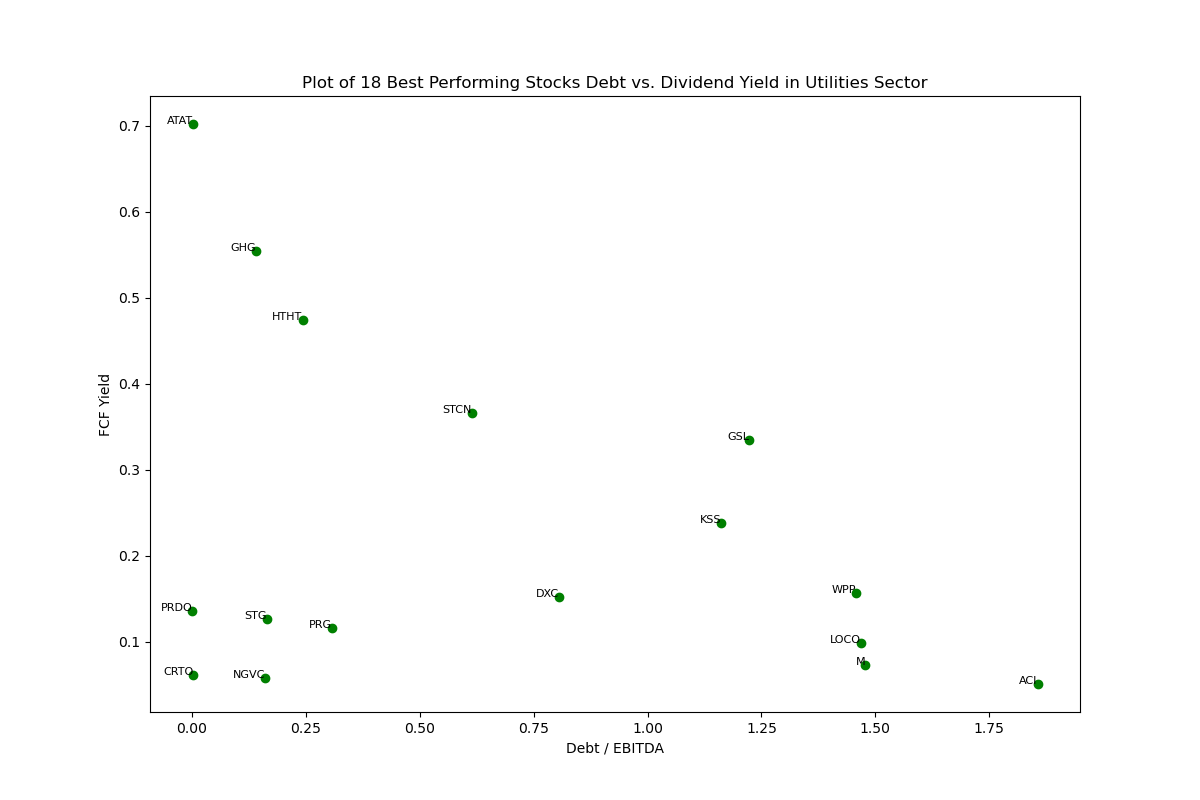 Plot of 18 Best Performing Stocks Debt vs. Dividend Yield in Utilities Sector
0.7
0.6
0.5
0.4
0.3
0.2
0.1
FCF Yield
ATAT
GHG
HTHT
STCN
GSL
KSS
DXC
WPP
PRDO
STG
PRG
LOCO
M
CRTO
NGVC
ACI
0.00
0.25
0.50
0.75
1.00
1.25
1.50
1.75
Debt / EBITDA